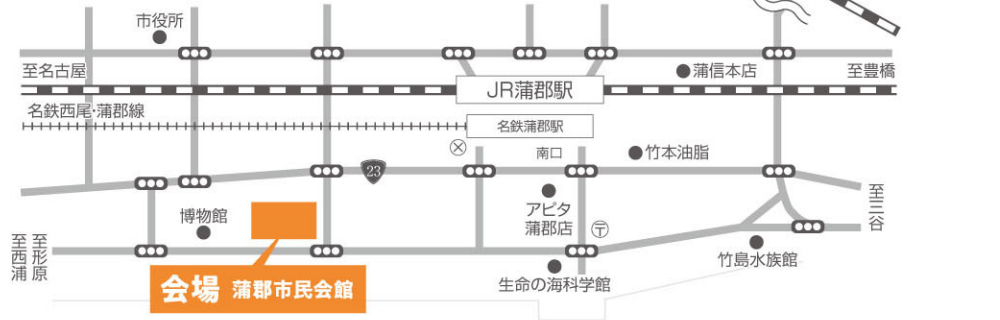 市役所
至名古屋
蒲信本店
至豊橋
JR蒲郡駅
名鉄西尾・蒲郡線
名鉄蒲郡駅
南口
竹本油脂
23
博物館
アピタ
蒲郡店
至三谷
至形原
至西浦
竹島水族館
生命の海科学館
会場 蒲郡市民会館